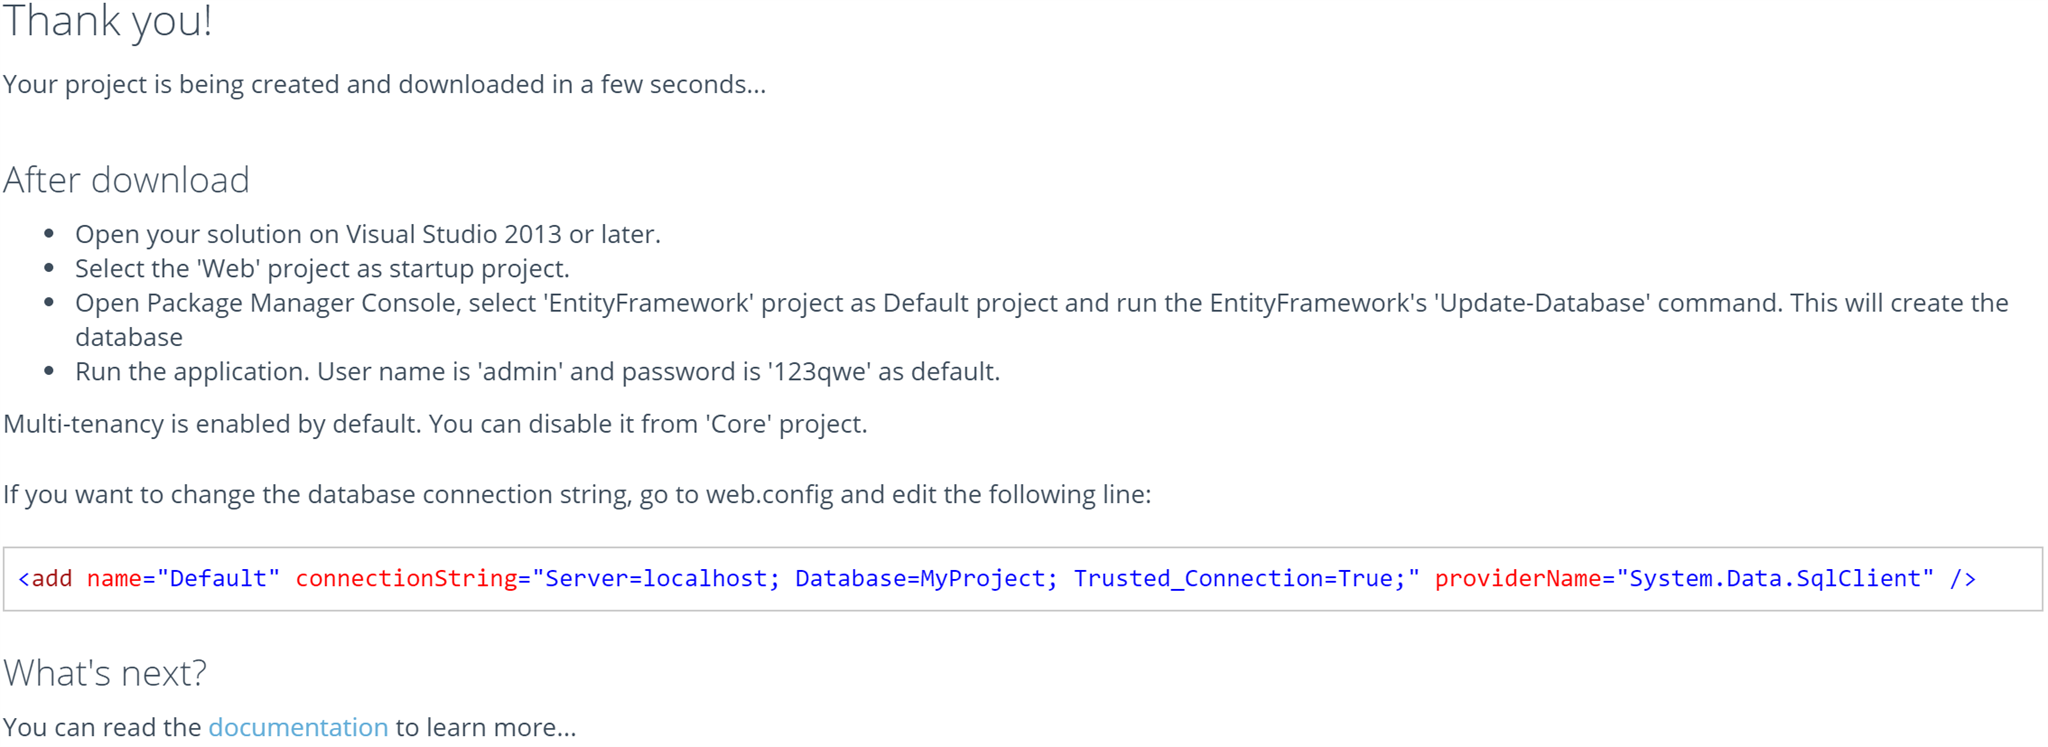 Thank you!
Your project is being created and downloaded in a few seconds...
After download
• Open your solution on Visual Studio 2013 or later.
• Select the 'Web' project as startup project.
• Open Package Manager Console, select 'EntityFramework' project as Default project and run the EntityFramework's 'Update-Database' command. This will create the
database
• Run the application. User name is 'admin' and password is '123qwe' as default.
Multi-tenancy is enabled by default. You can disable it from 'Core' project.
If you want to change the database connection string, go to web.config and edit the following line:
<add name="Default" connectionString="Server=localhost; Database=MyProject; Trusted_Connection=True;" providerName="System.Data.SqlClient" />
What's next?
You can read the documentation to learn more...